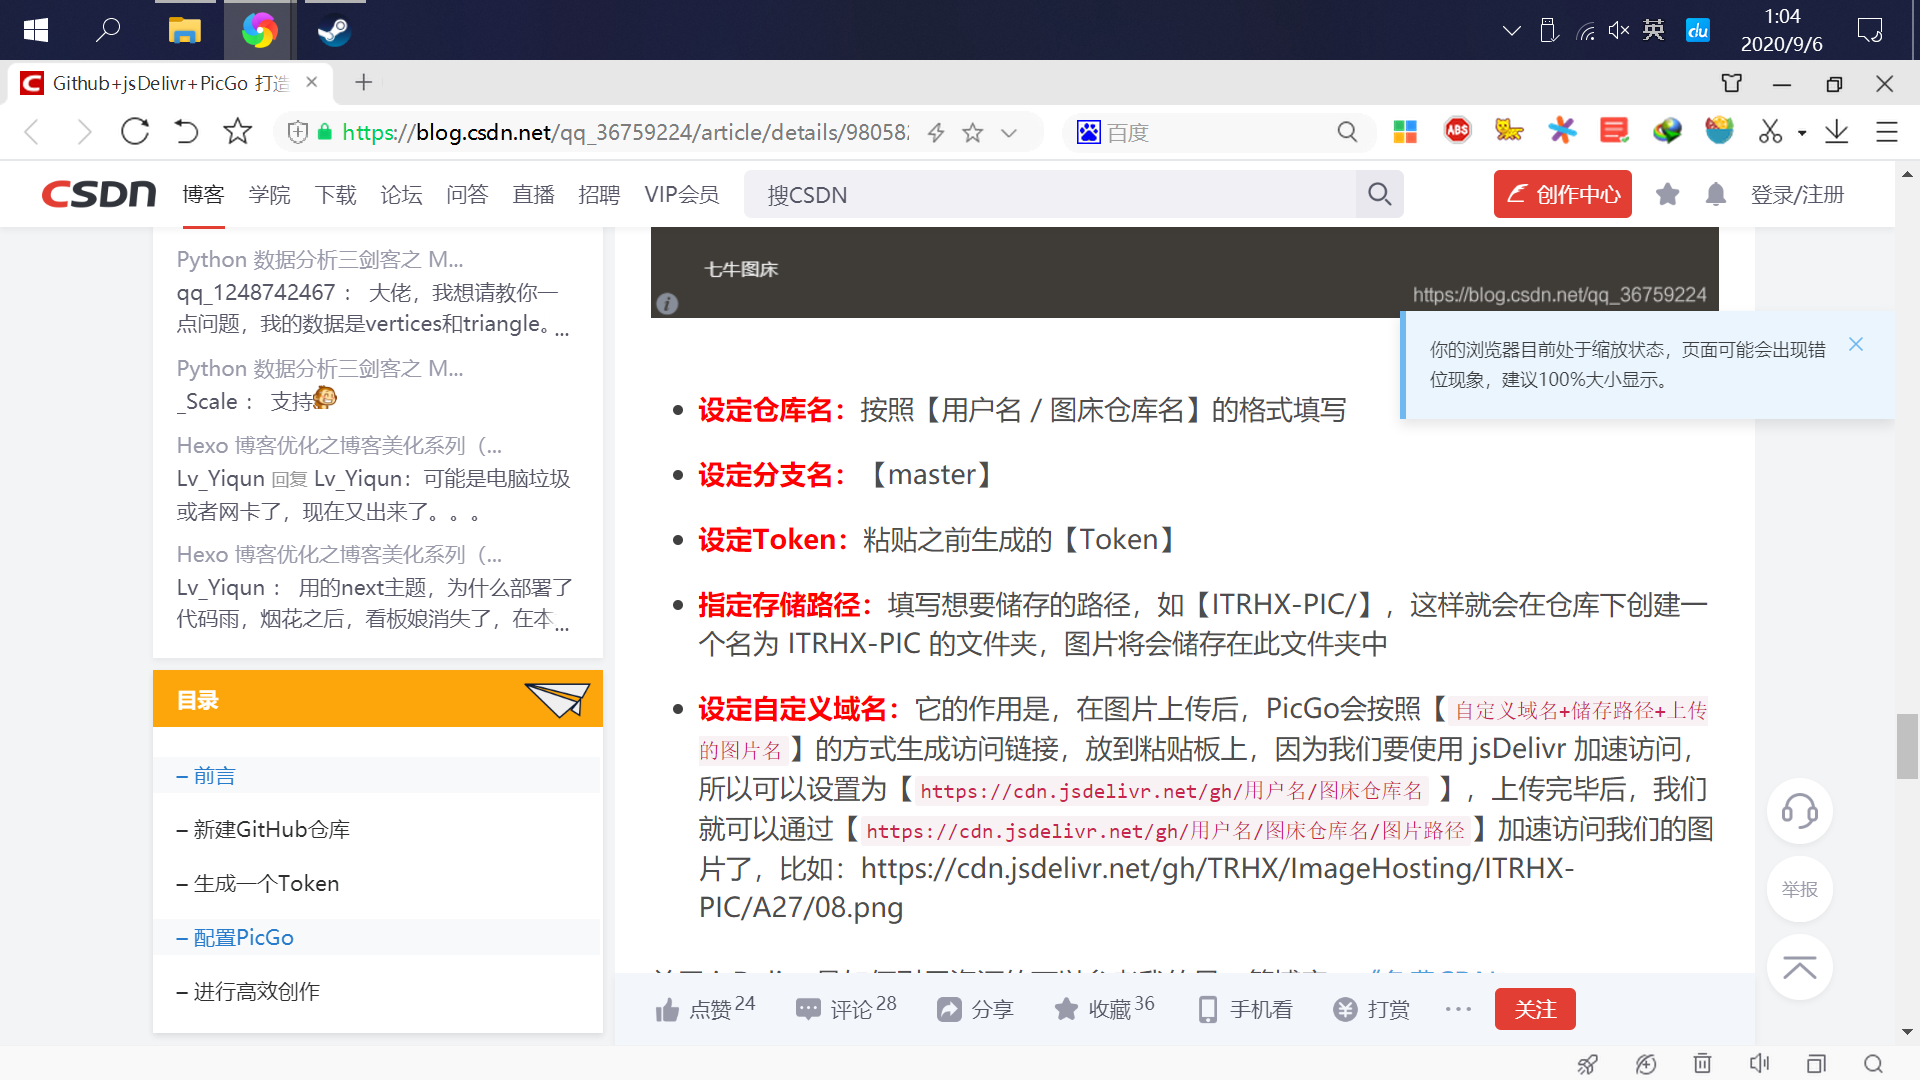 英
du
1:04
2020/9/6
Github+jsDelivr+PicGo 打造
https://blog.csdn.net/qq_36759224/article/details/98058
百度
ABS
CSDN 博客 学院 下载 论坛 问答 直播 招聘 VIP会员 搜CSDN 创作中心 登录/注册
Python 数据分析三剑客之 M...
qq_1248742467： 大佬，我想请教你一
点问题，我的数据是vertices和triangle。...
Python 数据分析三剑客之 M...
_Scale： 支持
Hexo 博客优化之博客美化系列（...
Lv_Yiqun 回复 Lv_Yiqun：可能是电脑垃圾
或者网卡了，现在又出来了。。。
Hexo 博客优化之博客美化系列（...
Lv_Yiqun： 用的next主题，为什么部署了
代码雨，烟花之后，看板娘消失了，在本...
目录
– 前言
– 新建GitHub仓库
– 生成一个Token
– 配置PicGo
– 进行高效创作
七牛图床
https://blog.csdn.net/qq_36759224
你的浏览器目前处于缩放状态，页面可能会出现错
位现象，建议100%大小显示。
• 设定仓库名：按照【用户名 / 图床仓库名】的格式填写
• 设定分支名：【master】
• 设定Token：粘贴之前生成的【Token】
• 指定存储路径：填写想要储存的路径，如【ITRHX-PIC/】，这样就会在仓库下创建一
个名为 ITRHX-PIC 的文件夹，图片将会储存在此文件夹中
• 设定自定义域名：它的作用是，在图片上传后，PicGo会按照【自定义域名+储存路径+上传
的图片名】的方式生成访问链接，放到粘贴板上，因为我们要使用 jsDelivr 加速访问，
所以可以设置为【https://cdn.jsdelivr.net/gh/用户名/图床仓库名 】，上传完毕后，我们
就可以通过【https://cdn.jsdelivr.net/gh/用户名/图床仓库名/图片路径】加速访问我们的图
片了，比如：https://cdn.jsdelivr.net/gh/TRHX/ImageHosting/ITRHX-
PIC/A27/08.png
点赞 24 评论 28 分享 收藏 36 手机看 打赏 ··· 关注
举报